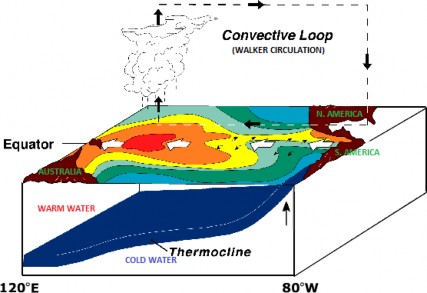 Convective Loop
(WALKER CIRCULATION)
N. AMERICA
Equator
S. AMERICA
AUSTRALIA
WARM WATER
Thermocline
COLD WATER
120°E
80°W